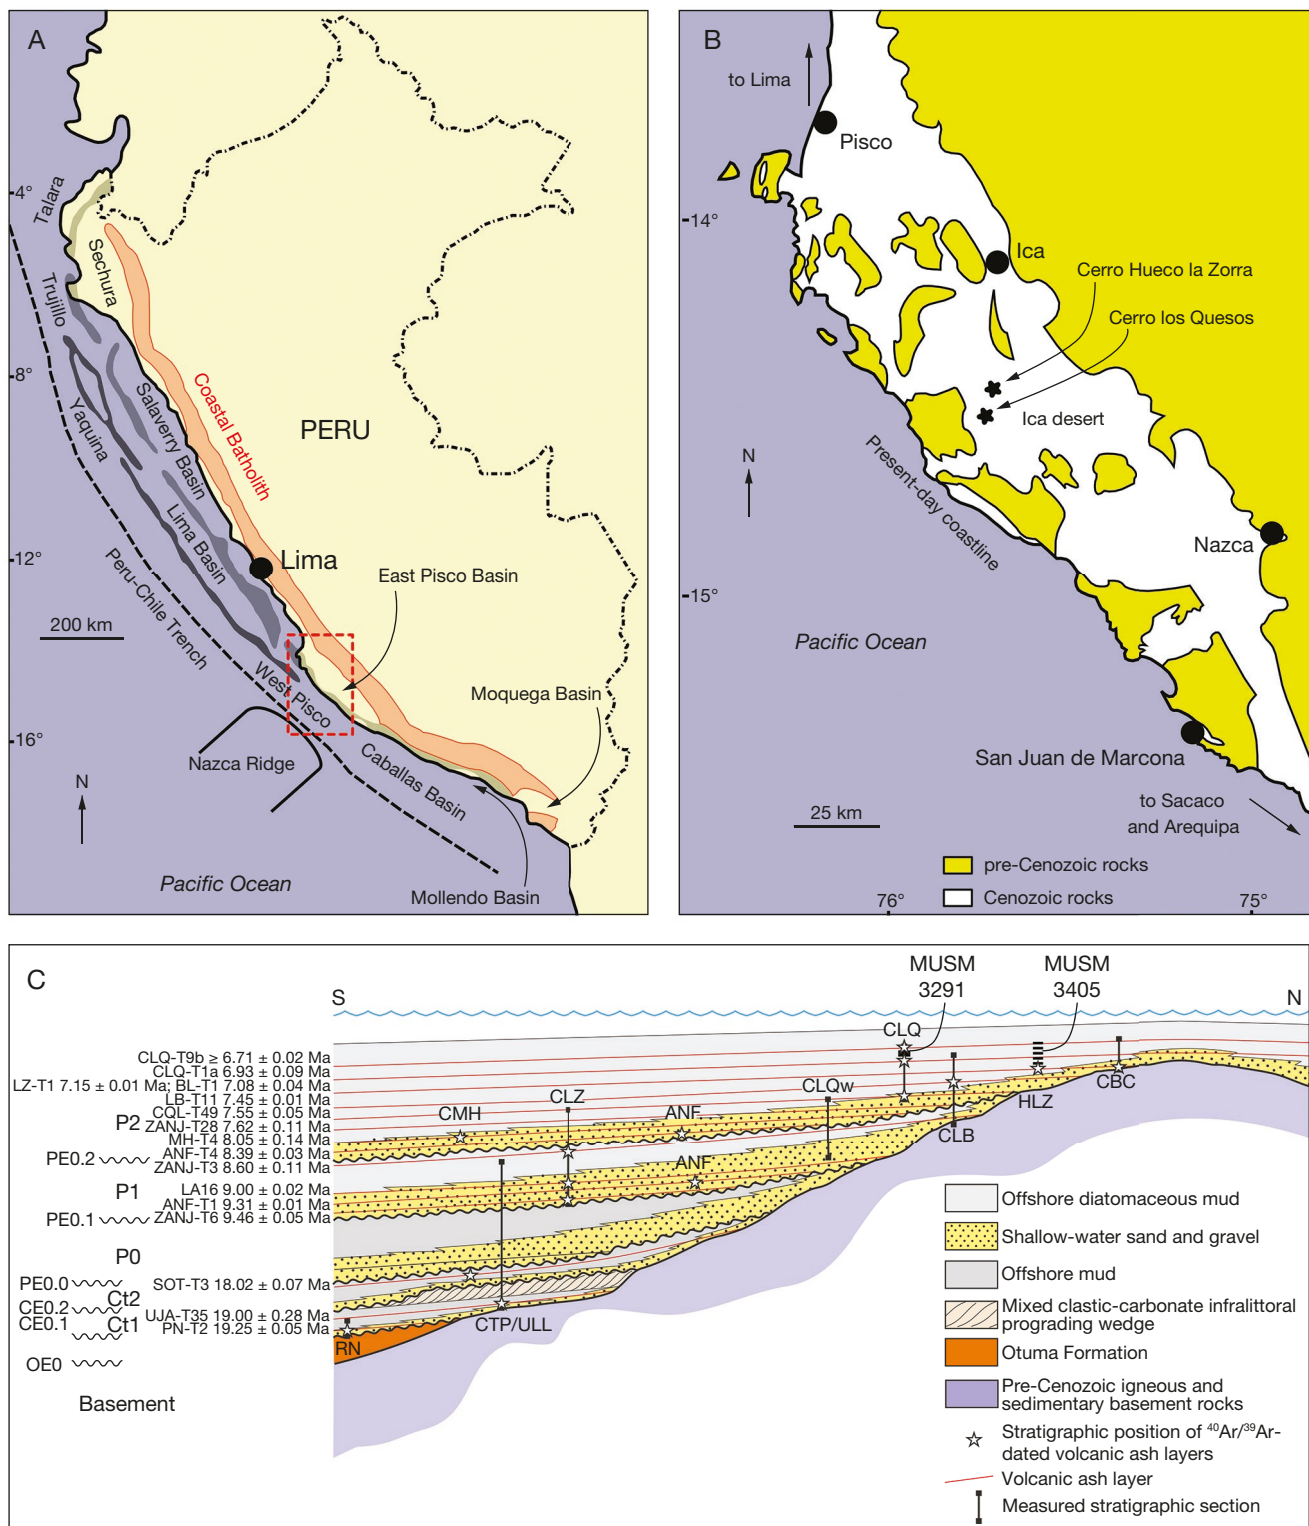 A
4°
8°
12°
16°
Talara
Sechura
Trujillo
Yaquina
Salaverry Basin
Lima Basin
Coastal Batholith
PERU
Lima
East Pisco Basin
Peru-Chile Trench
200 km
West Pisco
Moquega Basin
Nazca Ridge
Caballas Basin
N
Pacific Ocean
Mollendo Basin
B
to Lima
Pisco
14°
Ica
Cerro Hueco la Zorra
Cerro los Quesos
Ica desert
N
Present-day coastline
Nazca
15°
Pacific Ocean
San Juan de Marcona
25 km
to Sacaco
and Arequipa
pre-Cenozoic rocks
Cenozoic rocks
76°
75°
C
S
N
MUSM
3291
MUSM
3405
CLQ
CLQ-T9b ≥ 6.71 ± 0.02 Ma
CLQ-T1a 6.93 ± 0.09 Ma
LZ-T1 7.15 ± 0.01 Ma; BL-T1 7.08 ± 0.04 Ma
LB-T11 7.45 ± 0.01 Ma
CQL-T49 7.55 ± 0.05 Ma
ZANJ-T28 7.62 ± 0.11 Ma
MH-T4 8.05 ± 0.14 Ma
ANF-T4 8.39 ± 0.03 Ma
ZANJ-T3 8.60 ± 0.11 Ma
LA16 9.00 ± 0.02 Ma
ANF-T1 9.31 ± 0.01 Ma
ZANJ-T6 9.46 ± 0.05 Ma
SOT-T3 18.02 ± 0.07 Ma
UJA-T35 19.00 ± 0.28 Ma
PN-T2 19.25 ± 0.05 Ma
P2
PE0.2
P1
PE0.1
P0
PE0.0
Ct2
CE0.2
CE0.1
Ct1
OE0
Basement
CMH
CLZ
ANF
ANF
CLQw
CLB
HLZ
CBC
CTP/ULL
RN
Offshore diatomaceous mud
Shallow-water sand and gravel
Offshore mud
Mixed clastic-carbonate infralittoral
prograding wedge
Otuma Formation
Pre-Cenozoic igneous and
sedimentary basement rocks
Stratigraphic position of ⁴⁰Ar/³⁹Ar-
dated volcanic ash layers
Volcanic ash layer
Measured stratigraphic section